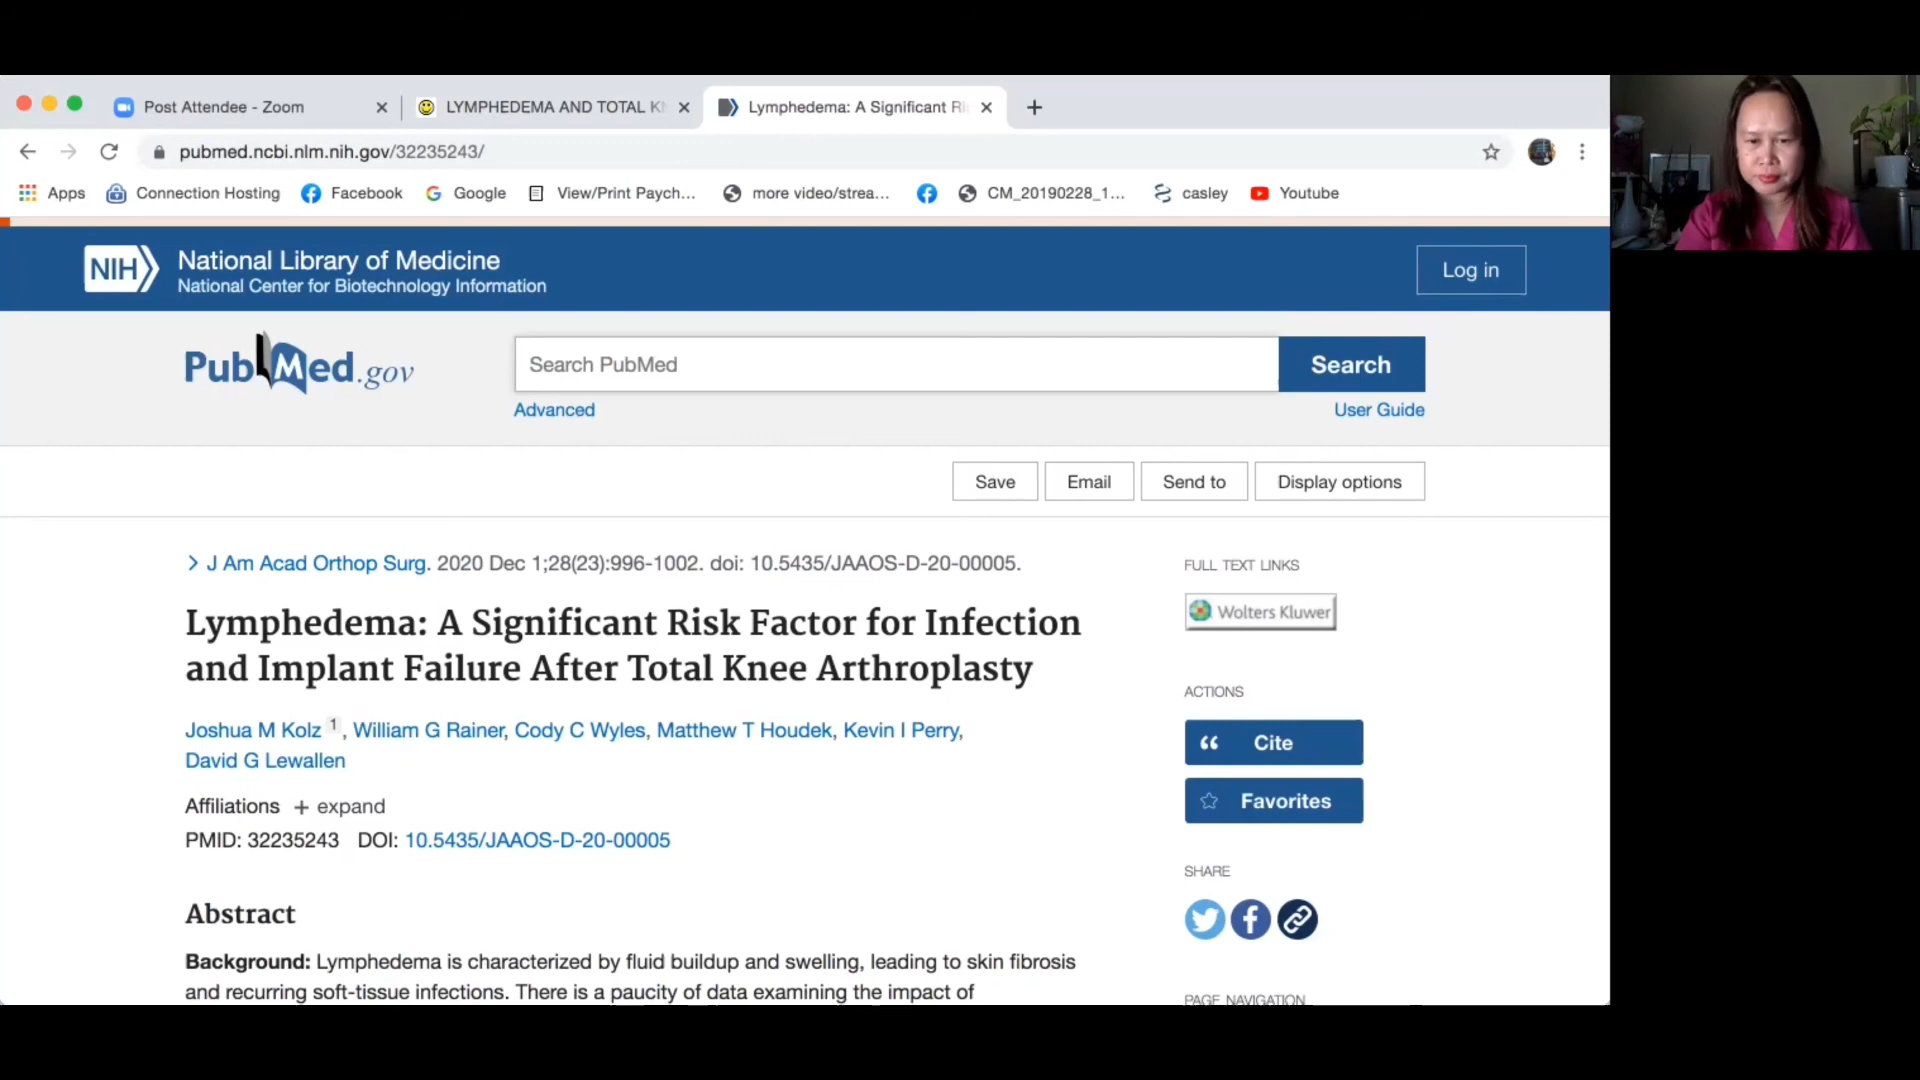 Post Attendee - Zoom
LYMPHEDEMA AND TOTAL K
Lymphedema: A Significant Ri
pubmed.ncbi.nlm.nih.gov/32235243/
Apps
Connection Hosting
Facebook
Google
View/Print Paych...
more video/strea...
CM_20190228_1...
casley
Youtube
NIH
National Library of Medicine
National Center for Biotechnology Information
Log in
PubMed.gov
Search PubMed
Search
Advanced
User Guide
Save
Email
Send to
Display options
J Am Acad Orthop Surg. 2020 Dec 1;28(23):996-1002. doi: 10.5435/JAAOS-D-20-00005.
Lymphedema: A Significant Risk Factor for Infection
and Implant Failure After Total Knee Arthroplasty
Joshua M Kolz 1, William G Rainer, Cody C Wyles, Matthew T Houdek, Kevin I Perry,
David G Lewallen
Affiliations + expand
PMID: 32235243 DOI: 10.5435/JAAOS-D-20-00005
Abstract
Background: Lymphedema is characterized by fluid buildup and swelling, leading to skin fibrosis
and recurring soft-tissue infections. There is a paucity of data examining the impact of
FULL TEXT LINKS
Wolters Kluwer
ACTIONS
Cite
Favorites
SHARE
PAGE NAVIGATION